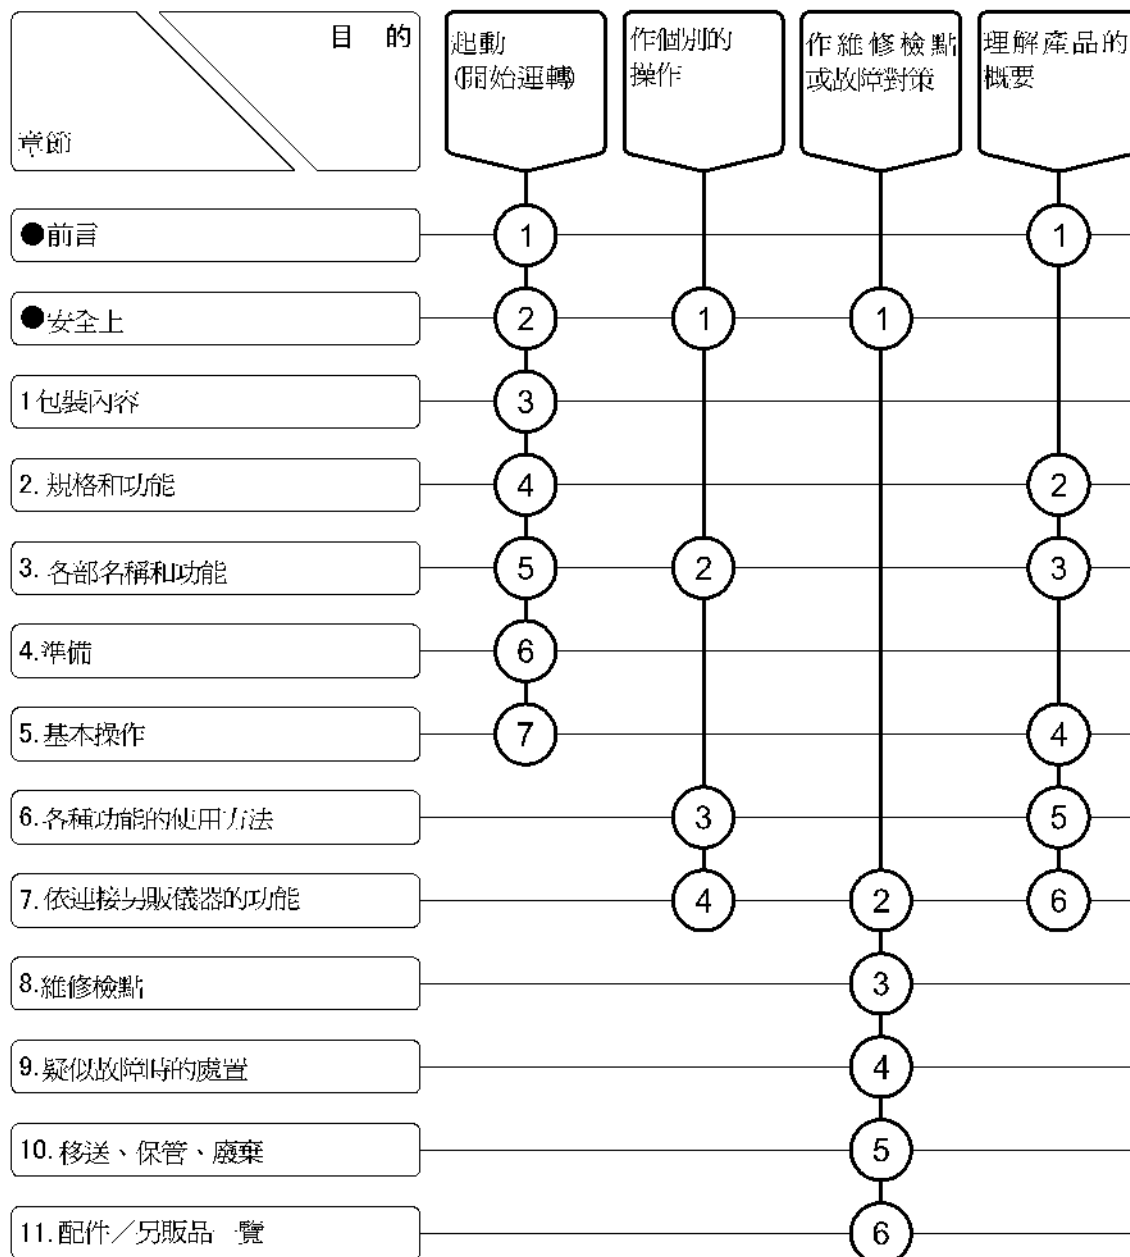 目 的
章節
起動
(開始運轉)
作個別的
操作
作維修檢點
或故障對策
理解產品的
概要
●前言
1
1
●安全上
2
1
1
1包裝內容
3
2.規格和功能
4
2
3.各部名稱和功能
5
2
3
4.準備
6
5.基本操作
7
4
6.各種功能的使用方法
3
5
7.依連接另販儀器的功能
4
2
6
8.維修檢點
3
9.疑似故障時的處置
4
10.移送、保管、廢棄
5
11.配件／另販品一覽
6